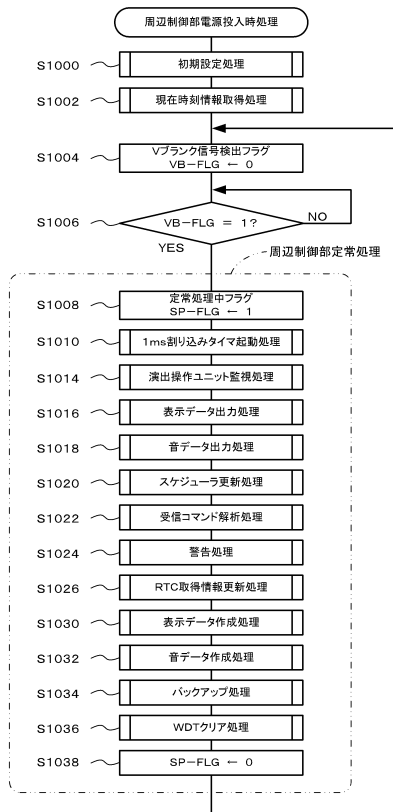 周辺制御部電源投入時処理
S1000 初期設定処理
S1002 現在時刻情報取得処理
S1004 Vブランク信号検出フラグ
VB-FLG ← 0
S1006 VB-FLG = 1? NO
YES
周辺制御部定常処理
S1008 定常処理中フラグ
SP-FLG ← 1
S1010 1ms割り込みタイマ起動処理
S1014 演出操作ユニット監視処理
S1016 表示データ出力処理
S1018 音データ出力処理
S1020 スケジューラ更新処理
S1022 受信コマンド解析処理
S1024 警告処理
S1026 RTC取得情報更新処理
S1030 表示データ作成処理
S1032 音データ作成処理
S1034 バックアップ処理
S1036 WDTクリア処理
S1038 SP-FLG ← 0